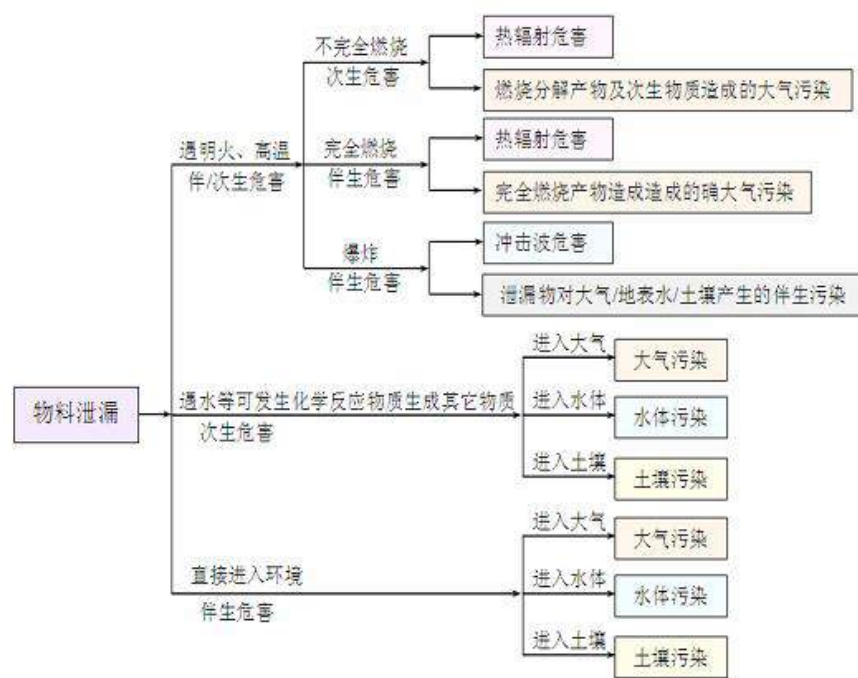 不完全燃烧
次生危害
热辐射危害
燃烧分解产物及次生物质造成的大气污染
遇明火、高温
伴/次生危害
完全燃烧
伴生危害
热辐射危害
完全燃烧产物造成造成的确大气污染
爆炸
伴生危害
冲击波危害
泄漏物对大气/地表水/土壤产生的伴生污染
物料泄漏
遇水等可发生化学反应物质生成其它物质
次生危害
进入大气
大气污染
进入水体
水体污染
进入土壤
土壤污染
直接进入环境
伴生危害
进入大气
大气污染
进入水体
水体污染
进入土壤
土壤污染